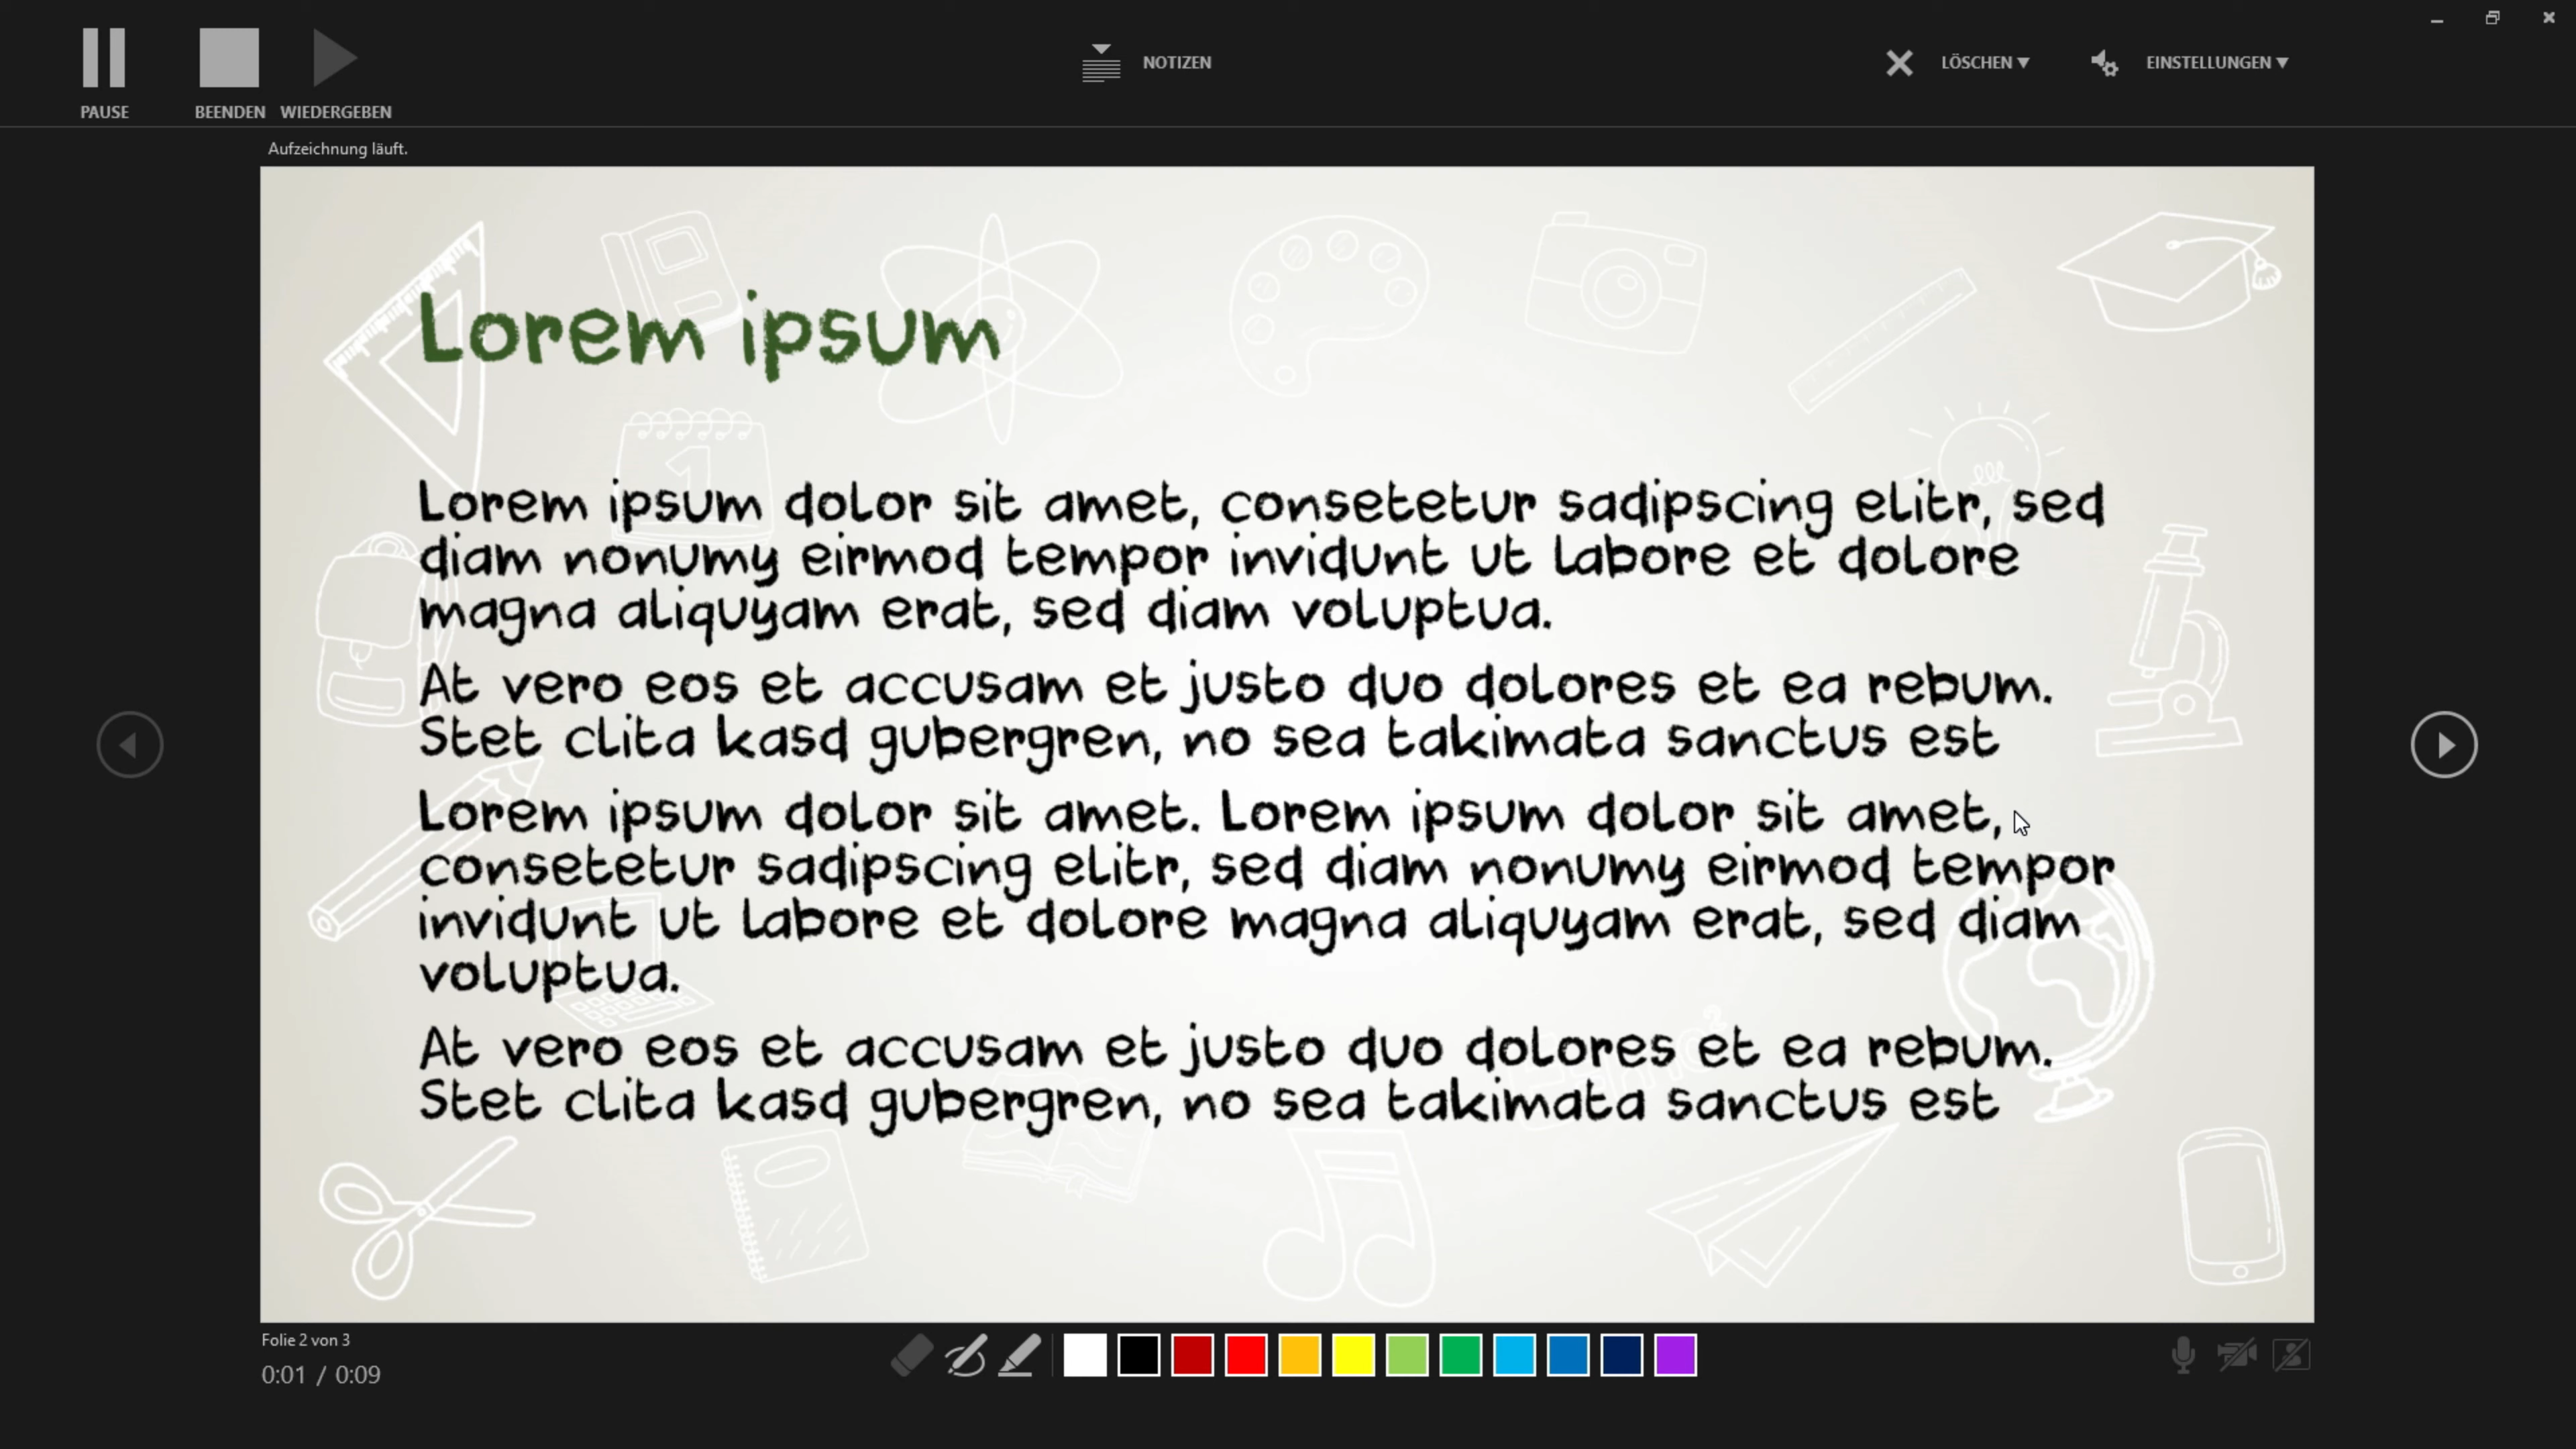 PAUSE
BEENDEN
WIEDERGEBEN
NOTIZEN
LÖSCHEN
EINSTELLUNGEN
Aufzeichnung läuft.
Lorem ipsum
1
Lorem ipsum dolor sit amet, consetetur sadipscing elitr, sed
diam nonumy eirmod tempor invidunt ut labore et dolore
magna aliquyam erat, sed diam voluptua.
At vero eos et accusam et justo duo dolores et ea rebum.
Stet clita kasd gubergren, no sea takimata sanctus est
Lorem ipsum dolor sit amet. Lorem ipsum dolor sit amet,
consetetur sadipscing elitr, sed diam nonumy eirmod tempor
invidunt ut labore et dolore magna aliquyam erat, sed diam
voluptua.
At vero eos et accusam et justo duo dolores et ea rebum.
Stet clita kasd gubergren, no sea takimata sanctus est
Folie 2 von 3
0:01 / 0:09